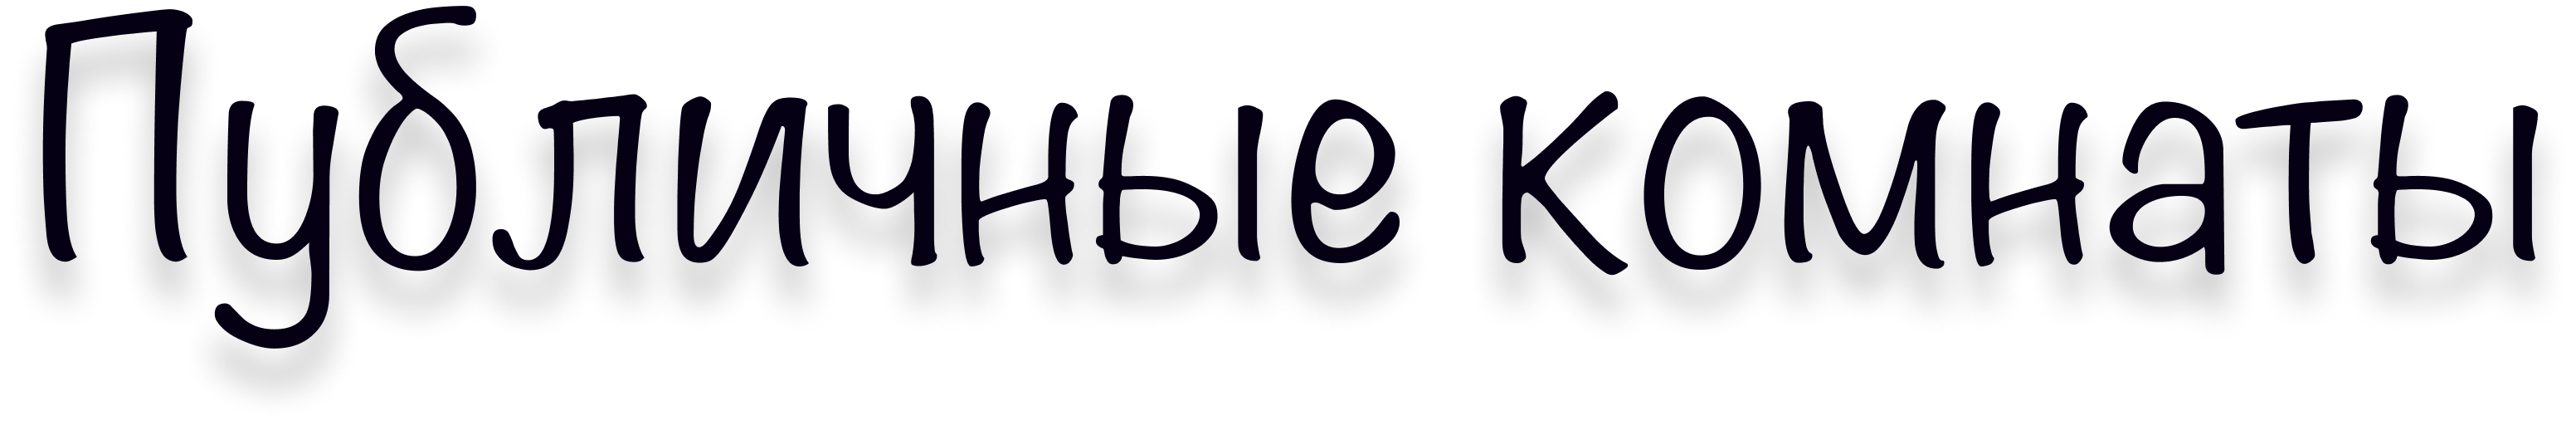 Публичные комнаты